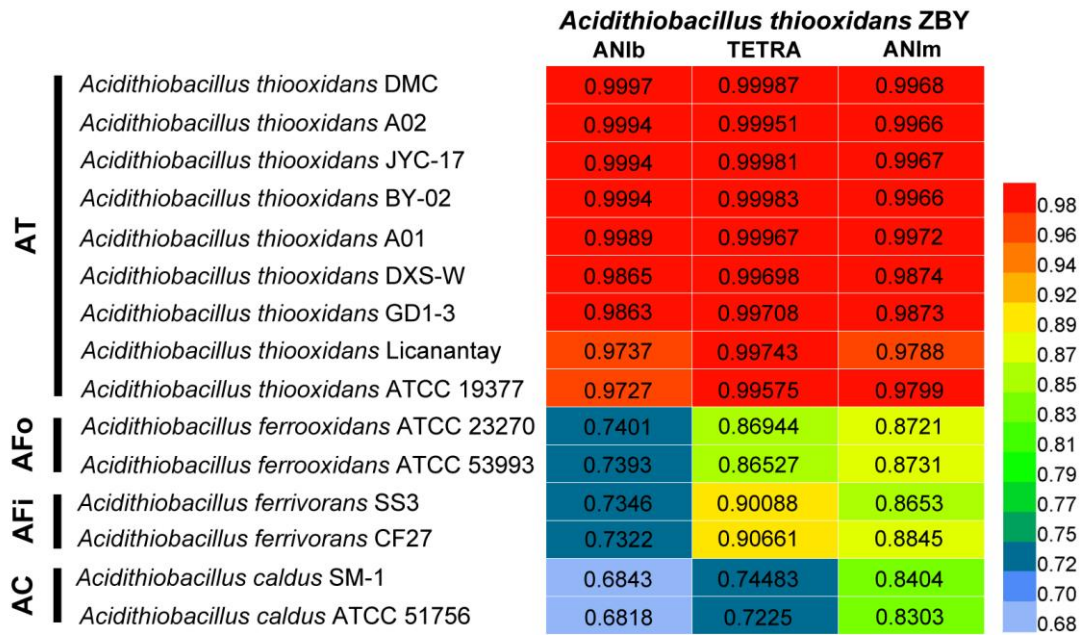 Acidithiobacillus thiooxidans ZBY
ANIb TETRA ANIm
Acidithiobacillus thiooxidans DMC 0.9997 0.99987 0.9968
Acidithiobacillus thiooxidans A02 0.9994 0.99951 0.9966
Acidithiobacillus thiooxidans JYC-17 0.9994 0.99981 0.9967
Acidithiobacillus thiooxidans BY-02 0.9994 0.99983 0.9966
Acidithiobacillus thiooxidans A01 0.9989 0.99967 0.9972
Acidithiobacillus thiooxidans DXS-W 0.9865 0.99698 0.9874
Acidithiobacillus thiooxidans GD1-3 0.9863 0.99708 0.9873
Acidithiobacillus thiooxidans Licanantay 0.9737 0.99743 0.9788
Acidithiobacillus thiooxidans ATCC 19377 0.9727 0.99575 0.9799
Acidithiobacillus ferrooxidans ATCC 23270 0.7401 0.86944 0.8721
Acidithiobacillus ferrooxidans ATCC 53993 0.7393 0.86527 0.8731
Acidithiobacillus ferrivorans SS3 0.7346 0.90088 0.8653
Acidithiobacillus ferrivorans CF27 0.7322 0.90661 0.8845
Acidithiobacillus caldus SM-1 0.6843 0.74483 0.8404
Acidithiobacillus caldus ATCC 51756 0.6818 0.7225 0.8303
AT
AFo
AFi
AC
0.98
0.96
0.94
0.92
0.89
0.87
0.85
0.83
0.81
0.79
0.77
0.75
0.72
0.70
0.68